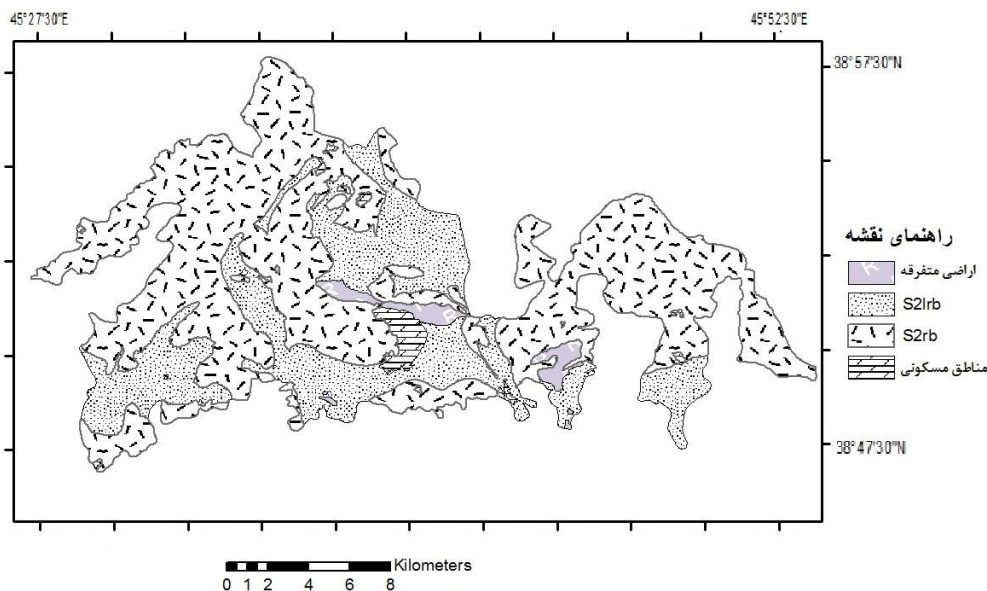 45°27'30"E
45°52'30"E
38°57'30"N
راهنمای نقشه
R اراضی متفرقه
S2lrb
S2rb
مناطق مسکونی
R
R
R
38°47'30"N
Kilometers
0 1 2 4 6 8